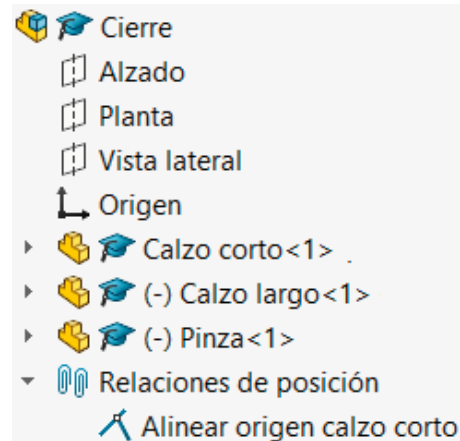 Cierre
Alzado
Planta
Vista lateral
Origen
Calzo corto<1>
(-) Calzo largo<1>
(-) Pinza<1>
Relaciones de posición
Alinear origen calzo corto